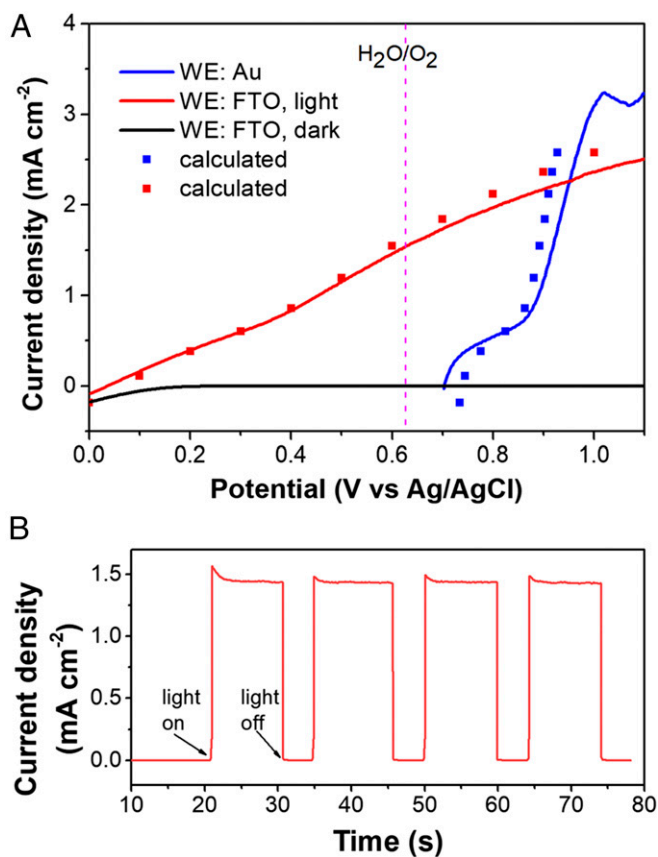 A
H₂O/O₂
WE: Au
WE: FTO, light
WE: FTO, dark
calculated
calculated
4
3
2
1
0
Current density (mA cm⁻²)
0.0 0.2 0.4 0.6 0.8 1.0
Potential (V vs Ag/AgCl)
B
Current density
(mA cm⁻²)
1.5
1.0
0.5
0.0
light
on
light
off
10 20 30 40 50 60 70 80
Time (s)